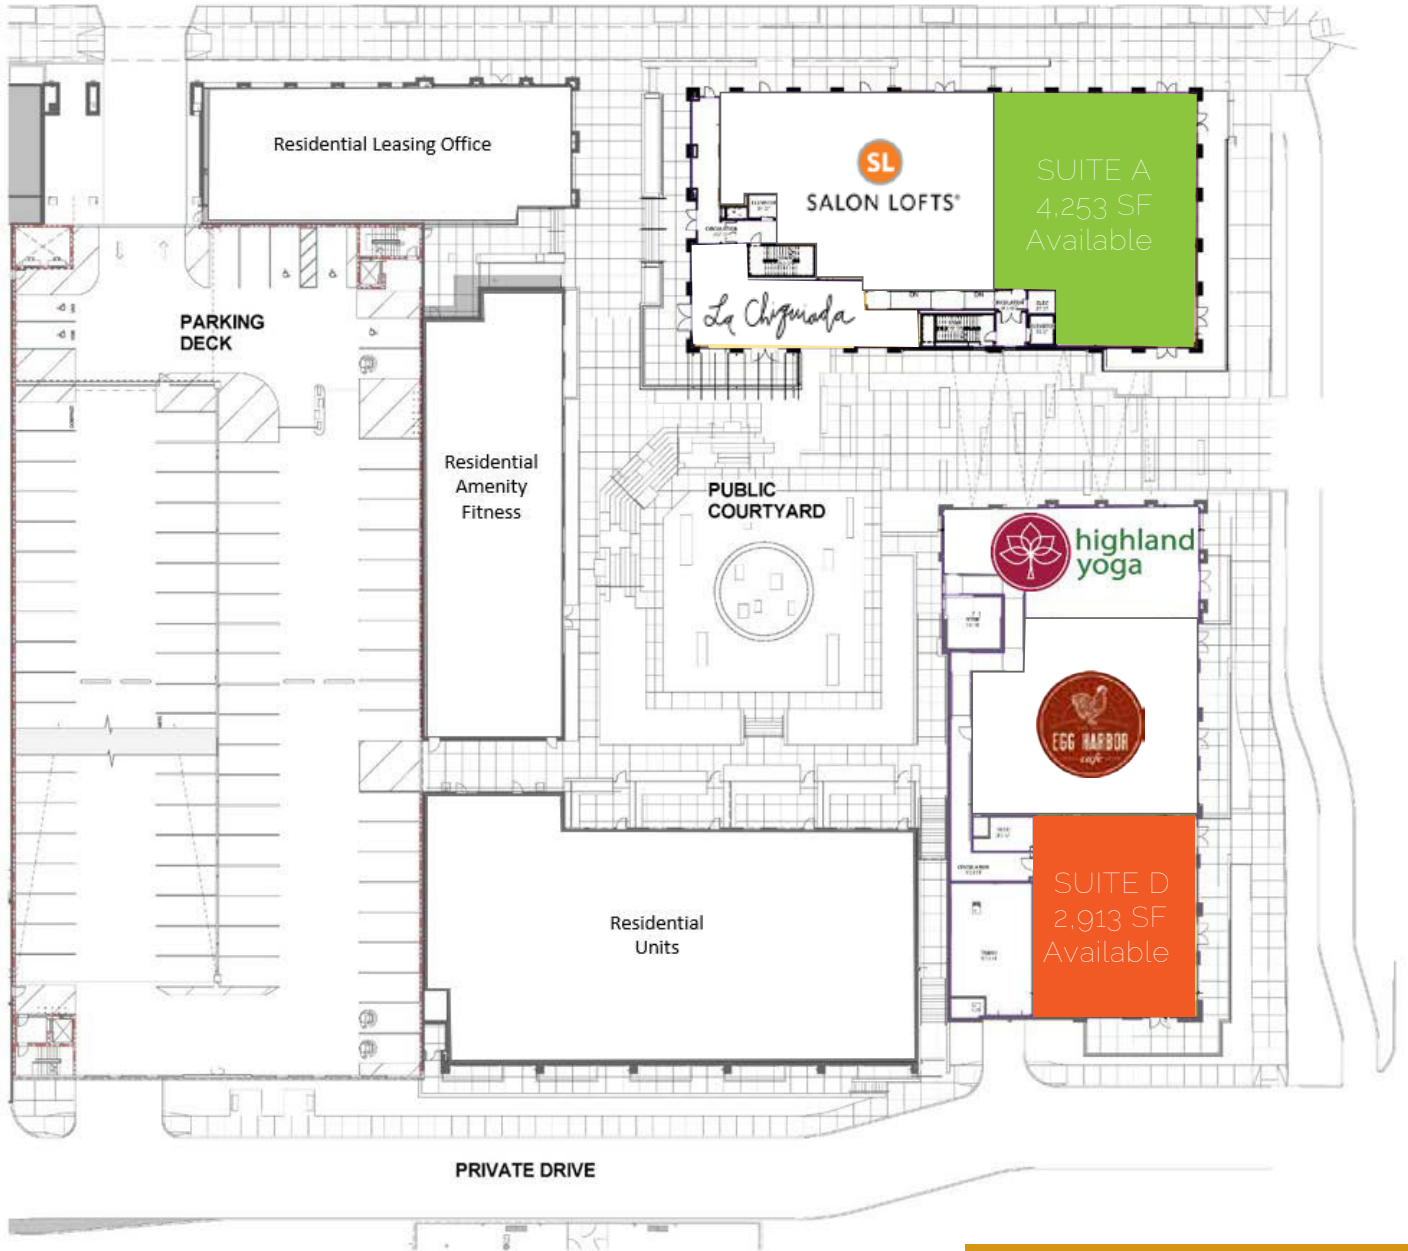 Residential Leasing Office
SL
SALON LOFTS
SUITE A
4,253 SF
Available
La Chiquiada
PARKING
DECK
Residential
Amenity
Fitness
PUBLIC
COURTYARD
highland
yoga
EGG HARBOR
cafe
SUITE D
2,913 SF
Available
Residential
Units
PRIVATE DRIVE